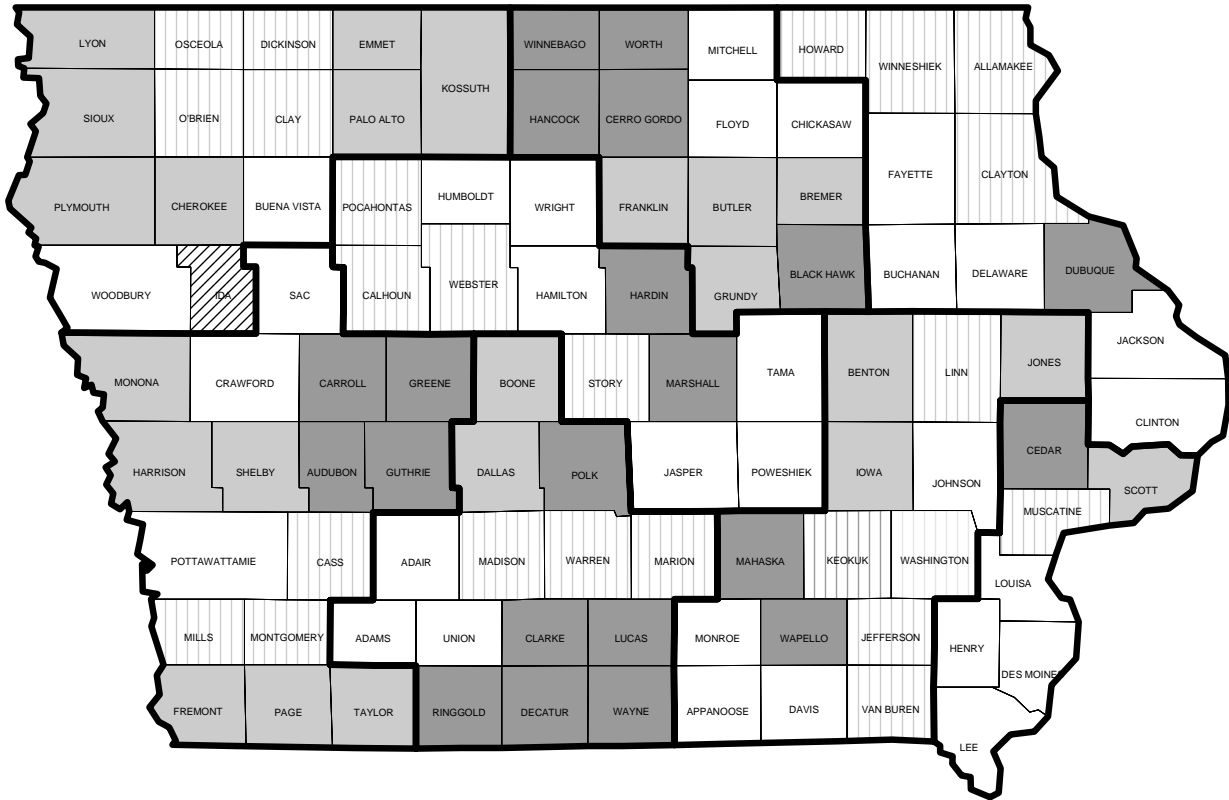 LYON
OSCEOLA
DICKINSON
EMMET
KOSSUTH
WINNEBAGO
WORTH
MITCHELL
HOWARD
WINNESHIEK
ALLAMAKEE
SIOUX
O'BRIEN
CLAY
PALO ALTO
HANCOCK
CERRO GORDO
FLOYD
CHICKASAW
FAYETTE
CLAYTON
PLYMOUTH
CHEROKEE
BUENA VISTA
POCAHONTAS
HUMBOLDT
WRIGHT
FRANKLIN
BUTLER
BREMER
WOODBURY
IDA
SAC
CALHOUN
WEBSTER
HAMILTON
HARDIN
GRUNDY
BLACK HAWK
BUCHANAN
DELAWARE
DUBUQUE
JACKSON
MONONA
CRAWFORD
CARROLL
GREENE
BOONE
STORY
MARSHALL
TAMA
BENTON
LINN
JONES
CLINTON
HARRISON
SHELBY
AUDUBON
GUTHRIE
DALLAS
POLK
JASPER
POWESHIEK
IOWA
JOHNSON
CEDAR
SCOTT
MUSCATINE
POTTAWATTAMIE
CASS
ADAIR
MADISON
WARREN
MARION
MAHASKA
KEOKUK
WASHINGTON
LOUISA
MILLS
MONTGOMERY
ADAMS
UNION
CLARKE
LUCAS
MONROE
WAPELLO
JEFFERSON
HENRY
DES MOINES
FREMONT
PAGE
TAYLOR
RINGGOLD
DECATUR
WAYNE
APPANOOSE
DAVIS
VAN BUREN
LEE